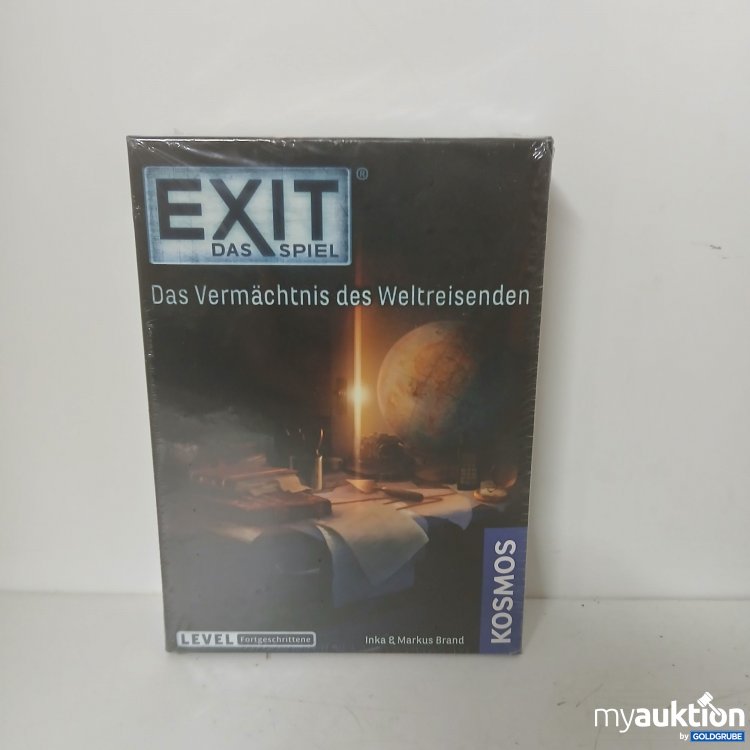 EXIT®
DAS SPIEL
Das Vermächtnis des Weltreisenden
KOSMOS
LEVEL Fortgeschrittene
Inka & Markus Brand
myauktion
by GOLDGRUBE